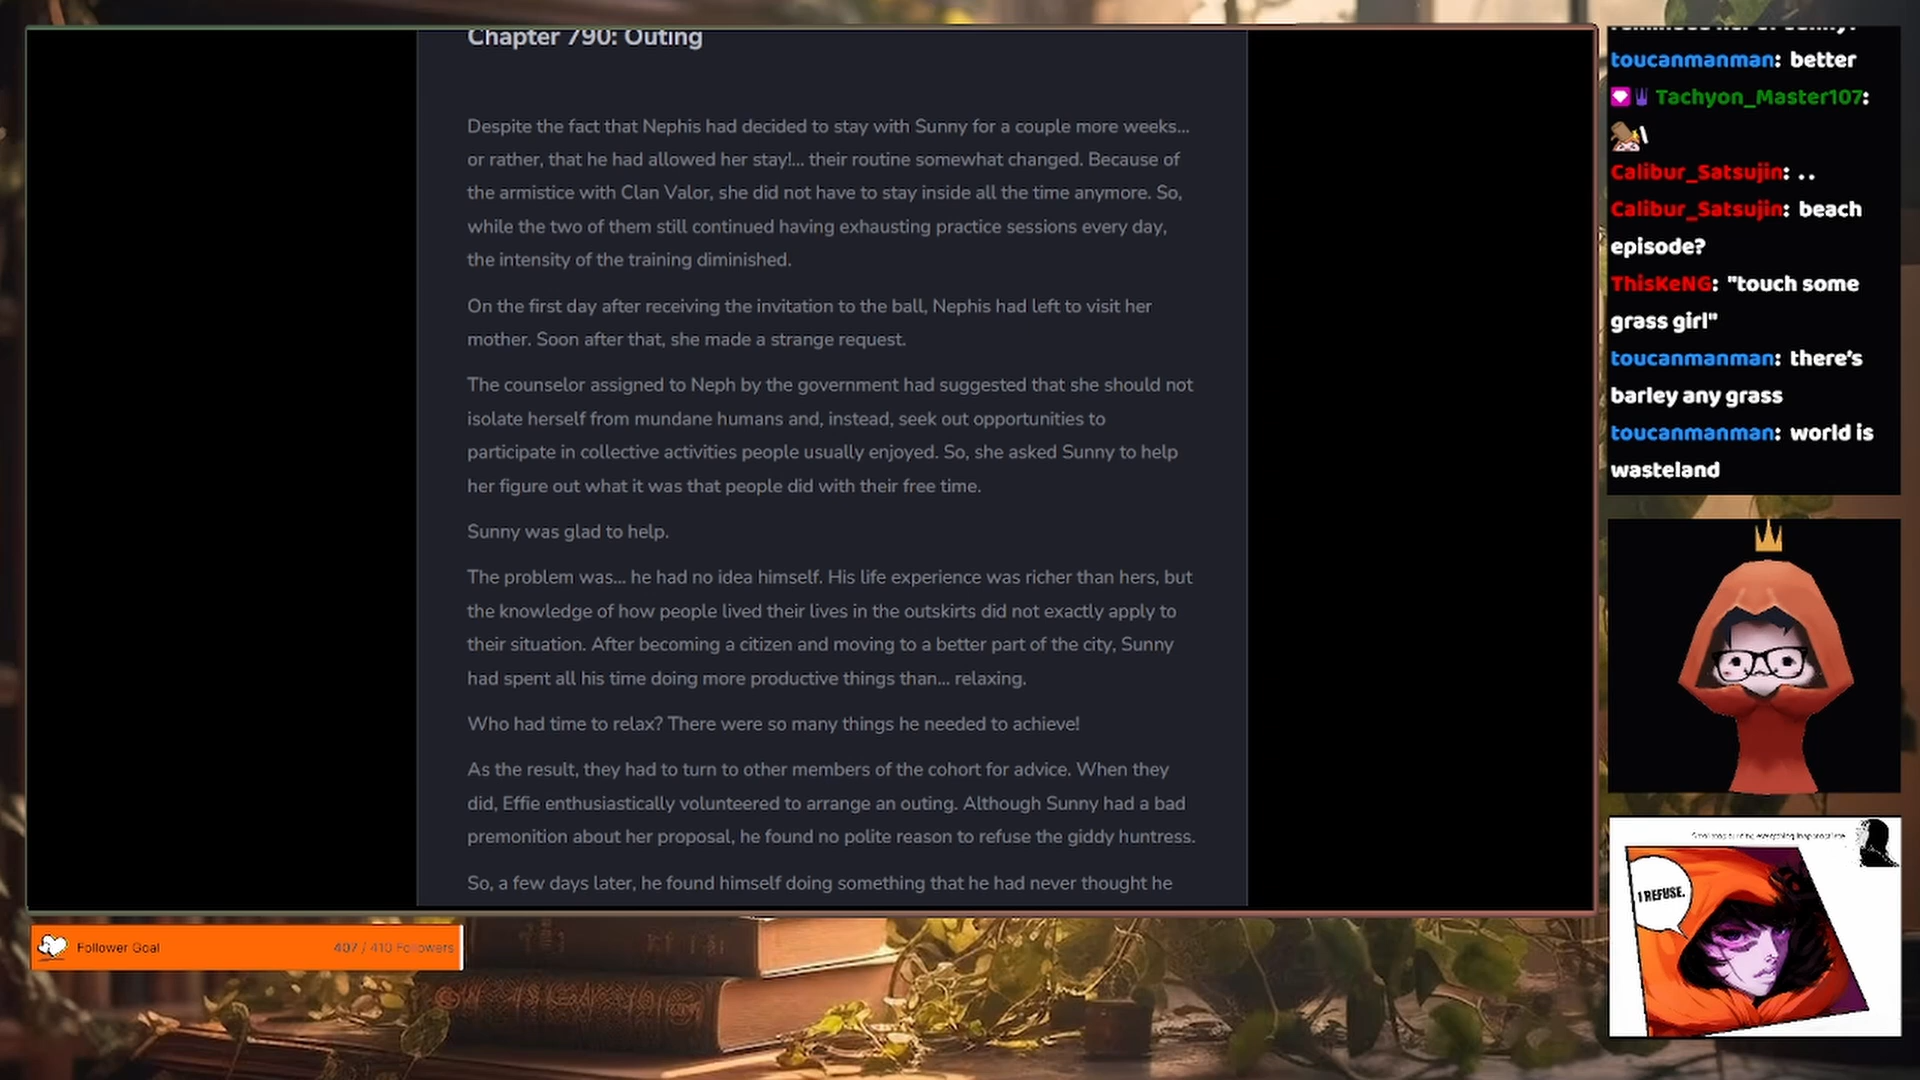 Chapter 790: Outing
Despite the fact that Nephis had decided to stay with Sunny for a couple more weeks...
or rather, that he had allowed her stay!... their routine somewhat changed. Because of
the armistice with Clan Valor, she did not have to stay inside all the time anymore. So,
while the two of them still continued having exhausting practice sessions every day,
the intensity of the training diminished.
On the first day after receiving the invitation to the ball, Nephis had left to visit her
mother. Soon after that, she made a strange request.
The counselor assigned to Neph by the government had suggested that she should not
isolate herself from mundane humans and, instead, seek out opportunities to
participate in collective activities people usually enjoyed. So, she asked Sunny to help
her figure out what it was that people did with their free time.
Sunny was glad to help.
The problem was... he had no idea himself. His life experience was richer than hers, but
the knowledge of how people lived their lives in the outskirts did not exactly apply to
their situation. After becoming a citizen and moving to a better part of the city, Sunny
had spent all his time doing more productive things than... relaxing.
Who had time to relax? There were so many things he needed to achieve!
As the result, they had to turn to other members of the cohort for advice. When they
did, Effie enthusiastically volunteered to arrange an outing. Although Sunny had a bad
premonition about her proposal, he found no polite reason to refuse the giddy huntress.
So, a few days later, he found himself doing something that he had never thought he
toucanmanman: better
Tachyon_Master107:
Calibur_Satsujin: ..
Calibur_Satsujin: beach
episode?
ThisKeNG: "touch some
grass girl"
toucanmanman: there's
barley any grass
toucanmanman: world is
wasteland
I REFUSE.
Follower Goal
407 / 410 Followers